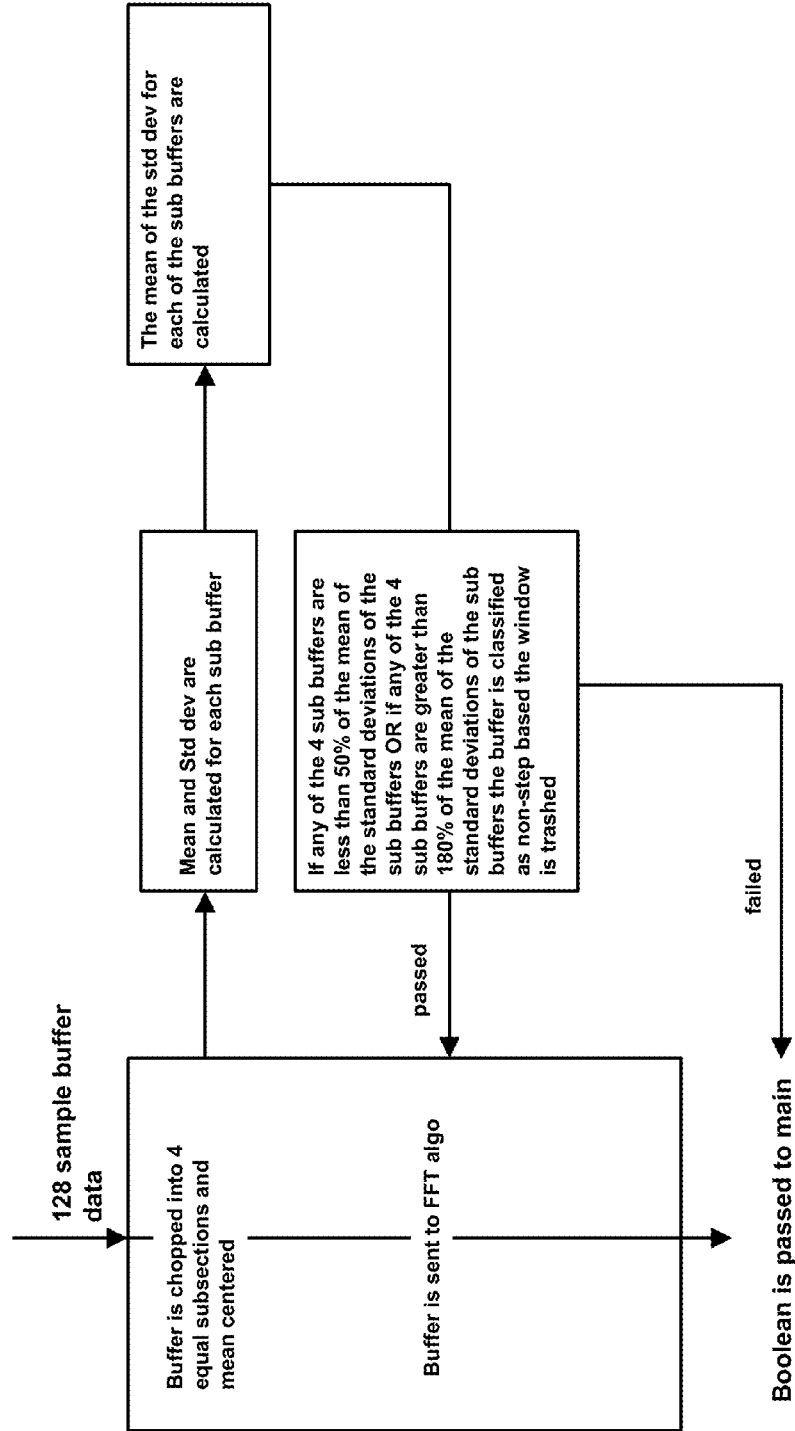 128 sample buffer
data
Buffer is chopped into 4
equal subsections and
mean centered
Mean and Std dev are
calculated for each sub buffer
The mean of the std dev for
each of the sub buffers are
calculated
If any of the 4 sub buffers are
less than 50% of the mean of
the standard deviations of the
sub buffers OR if any of the 4
sub buffers are greater than
180% of the mean of the
standard deviations of the sub
buffers the buffer is classified
as non-step based the window
is trashed
passed
Buffer is sent to FFT algo
failed
Boolean is passed to main